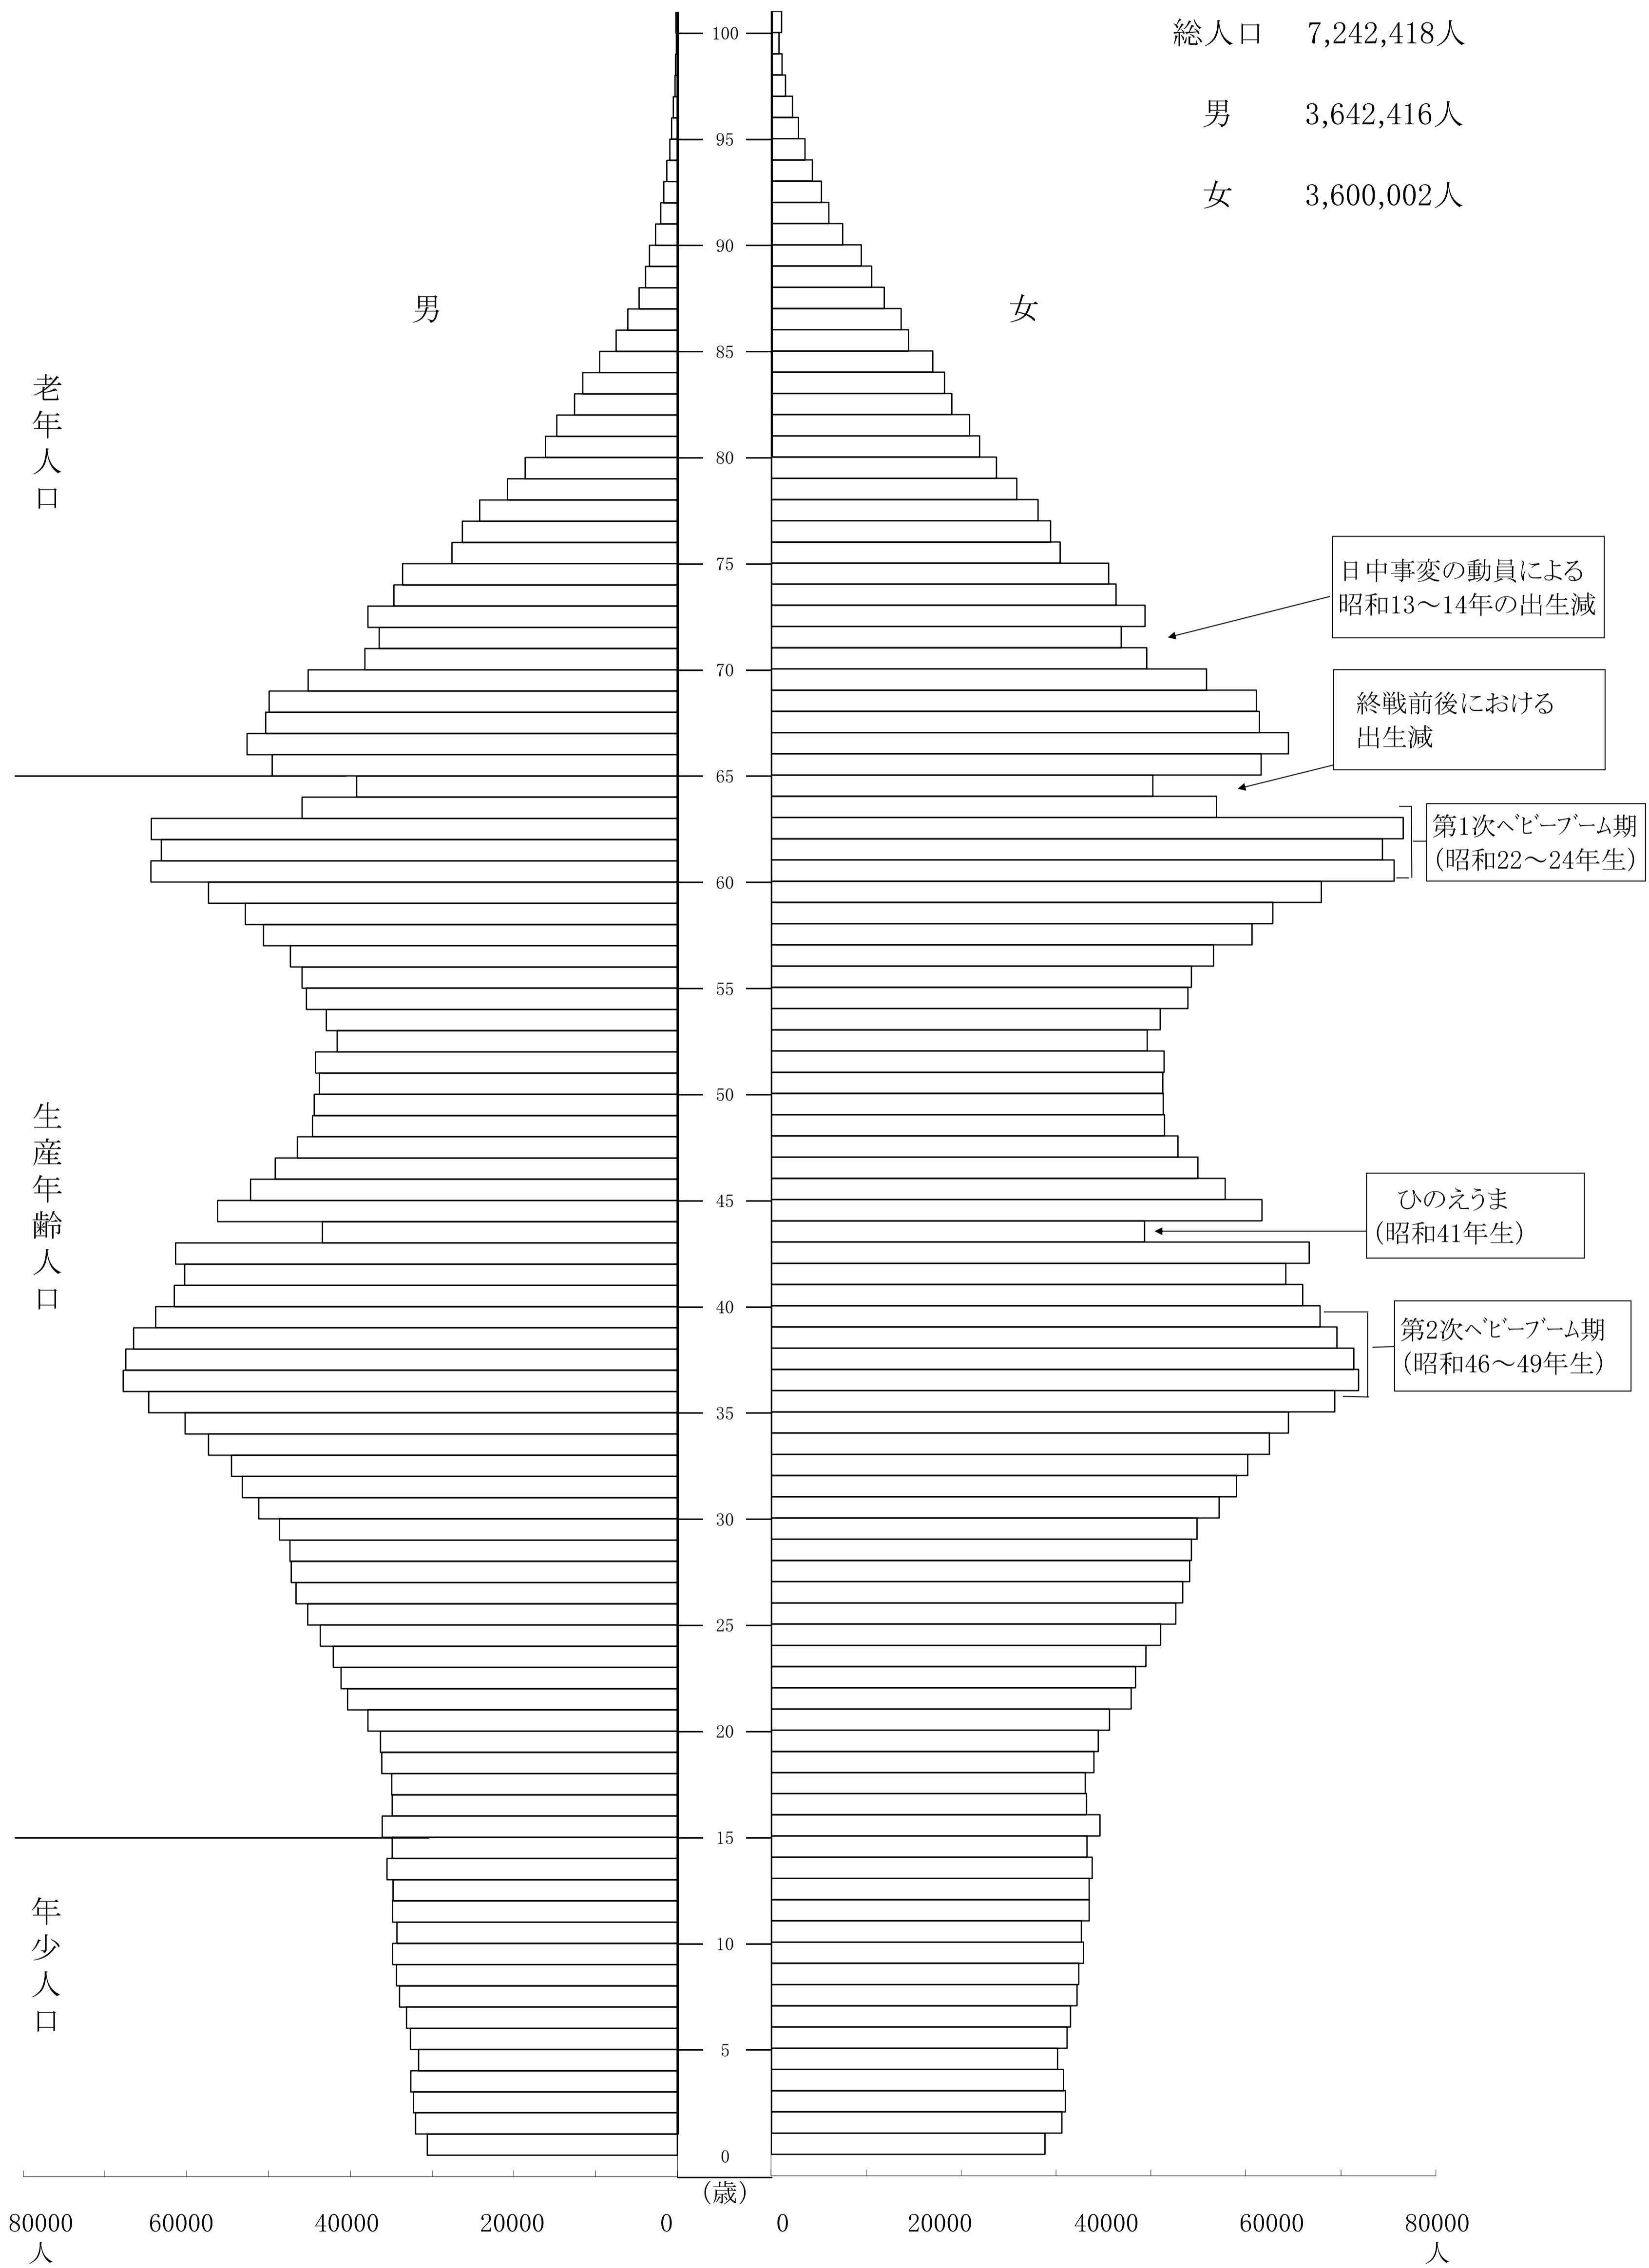 総人口 7,242,418人
男 3,642,416人
女 3,600,002人
男
女
老年人口
生産年齢人口
年少人口
100
95
90
85
80
75
70
65
60
55
50
45
40
35
30
25
20
15
10
5
0
(歳)
日中事変の動員による
昭和13～14年の出生減
終戦前後における
出生減
第1次ﾍﾞﾋﾞｰﾌﾞｰﾑ期
(昭和22～24年生)
ひのえうま
(昭和41年生)
第2次ﾍﾞﾋﾞｰﾌﾞｰﾑ期
(昭和46～49年生)
80000 60000 40000 20000 0
人
0 20000 40000 60000 80000
人